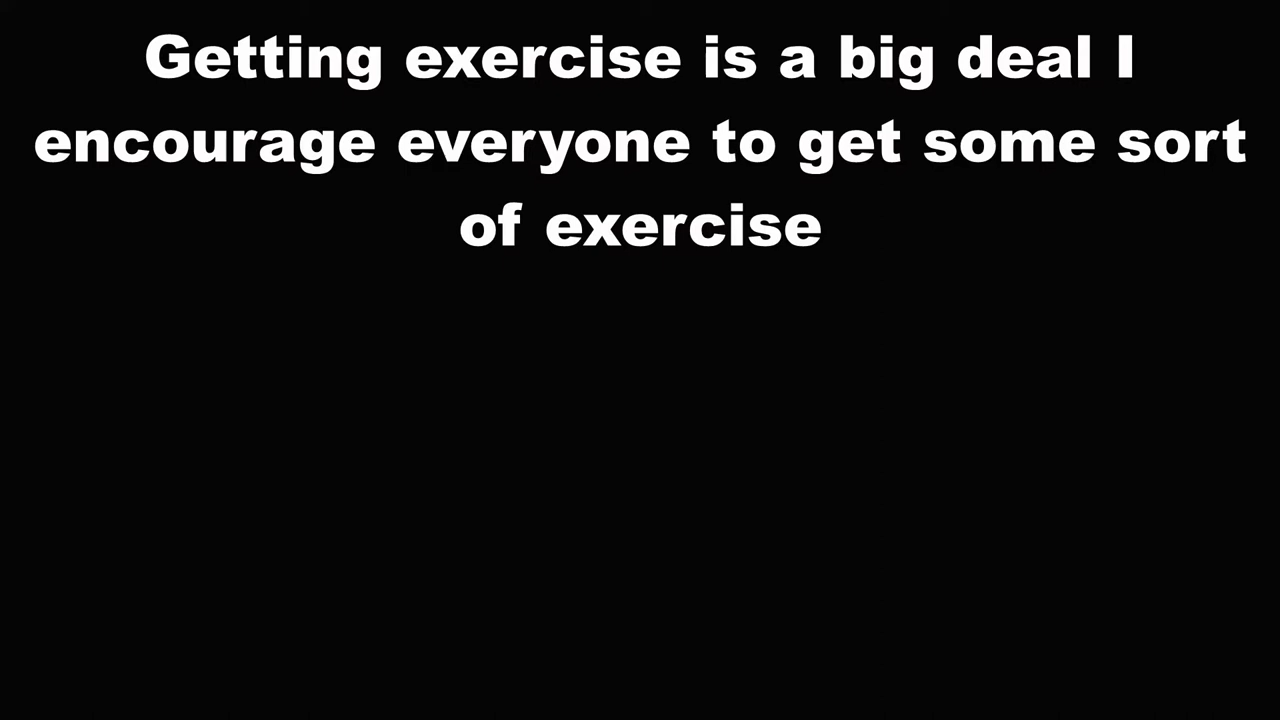 Getting exercise is a big deal I
encourage everyone to get some sort
of exercise